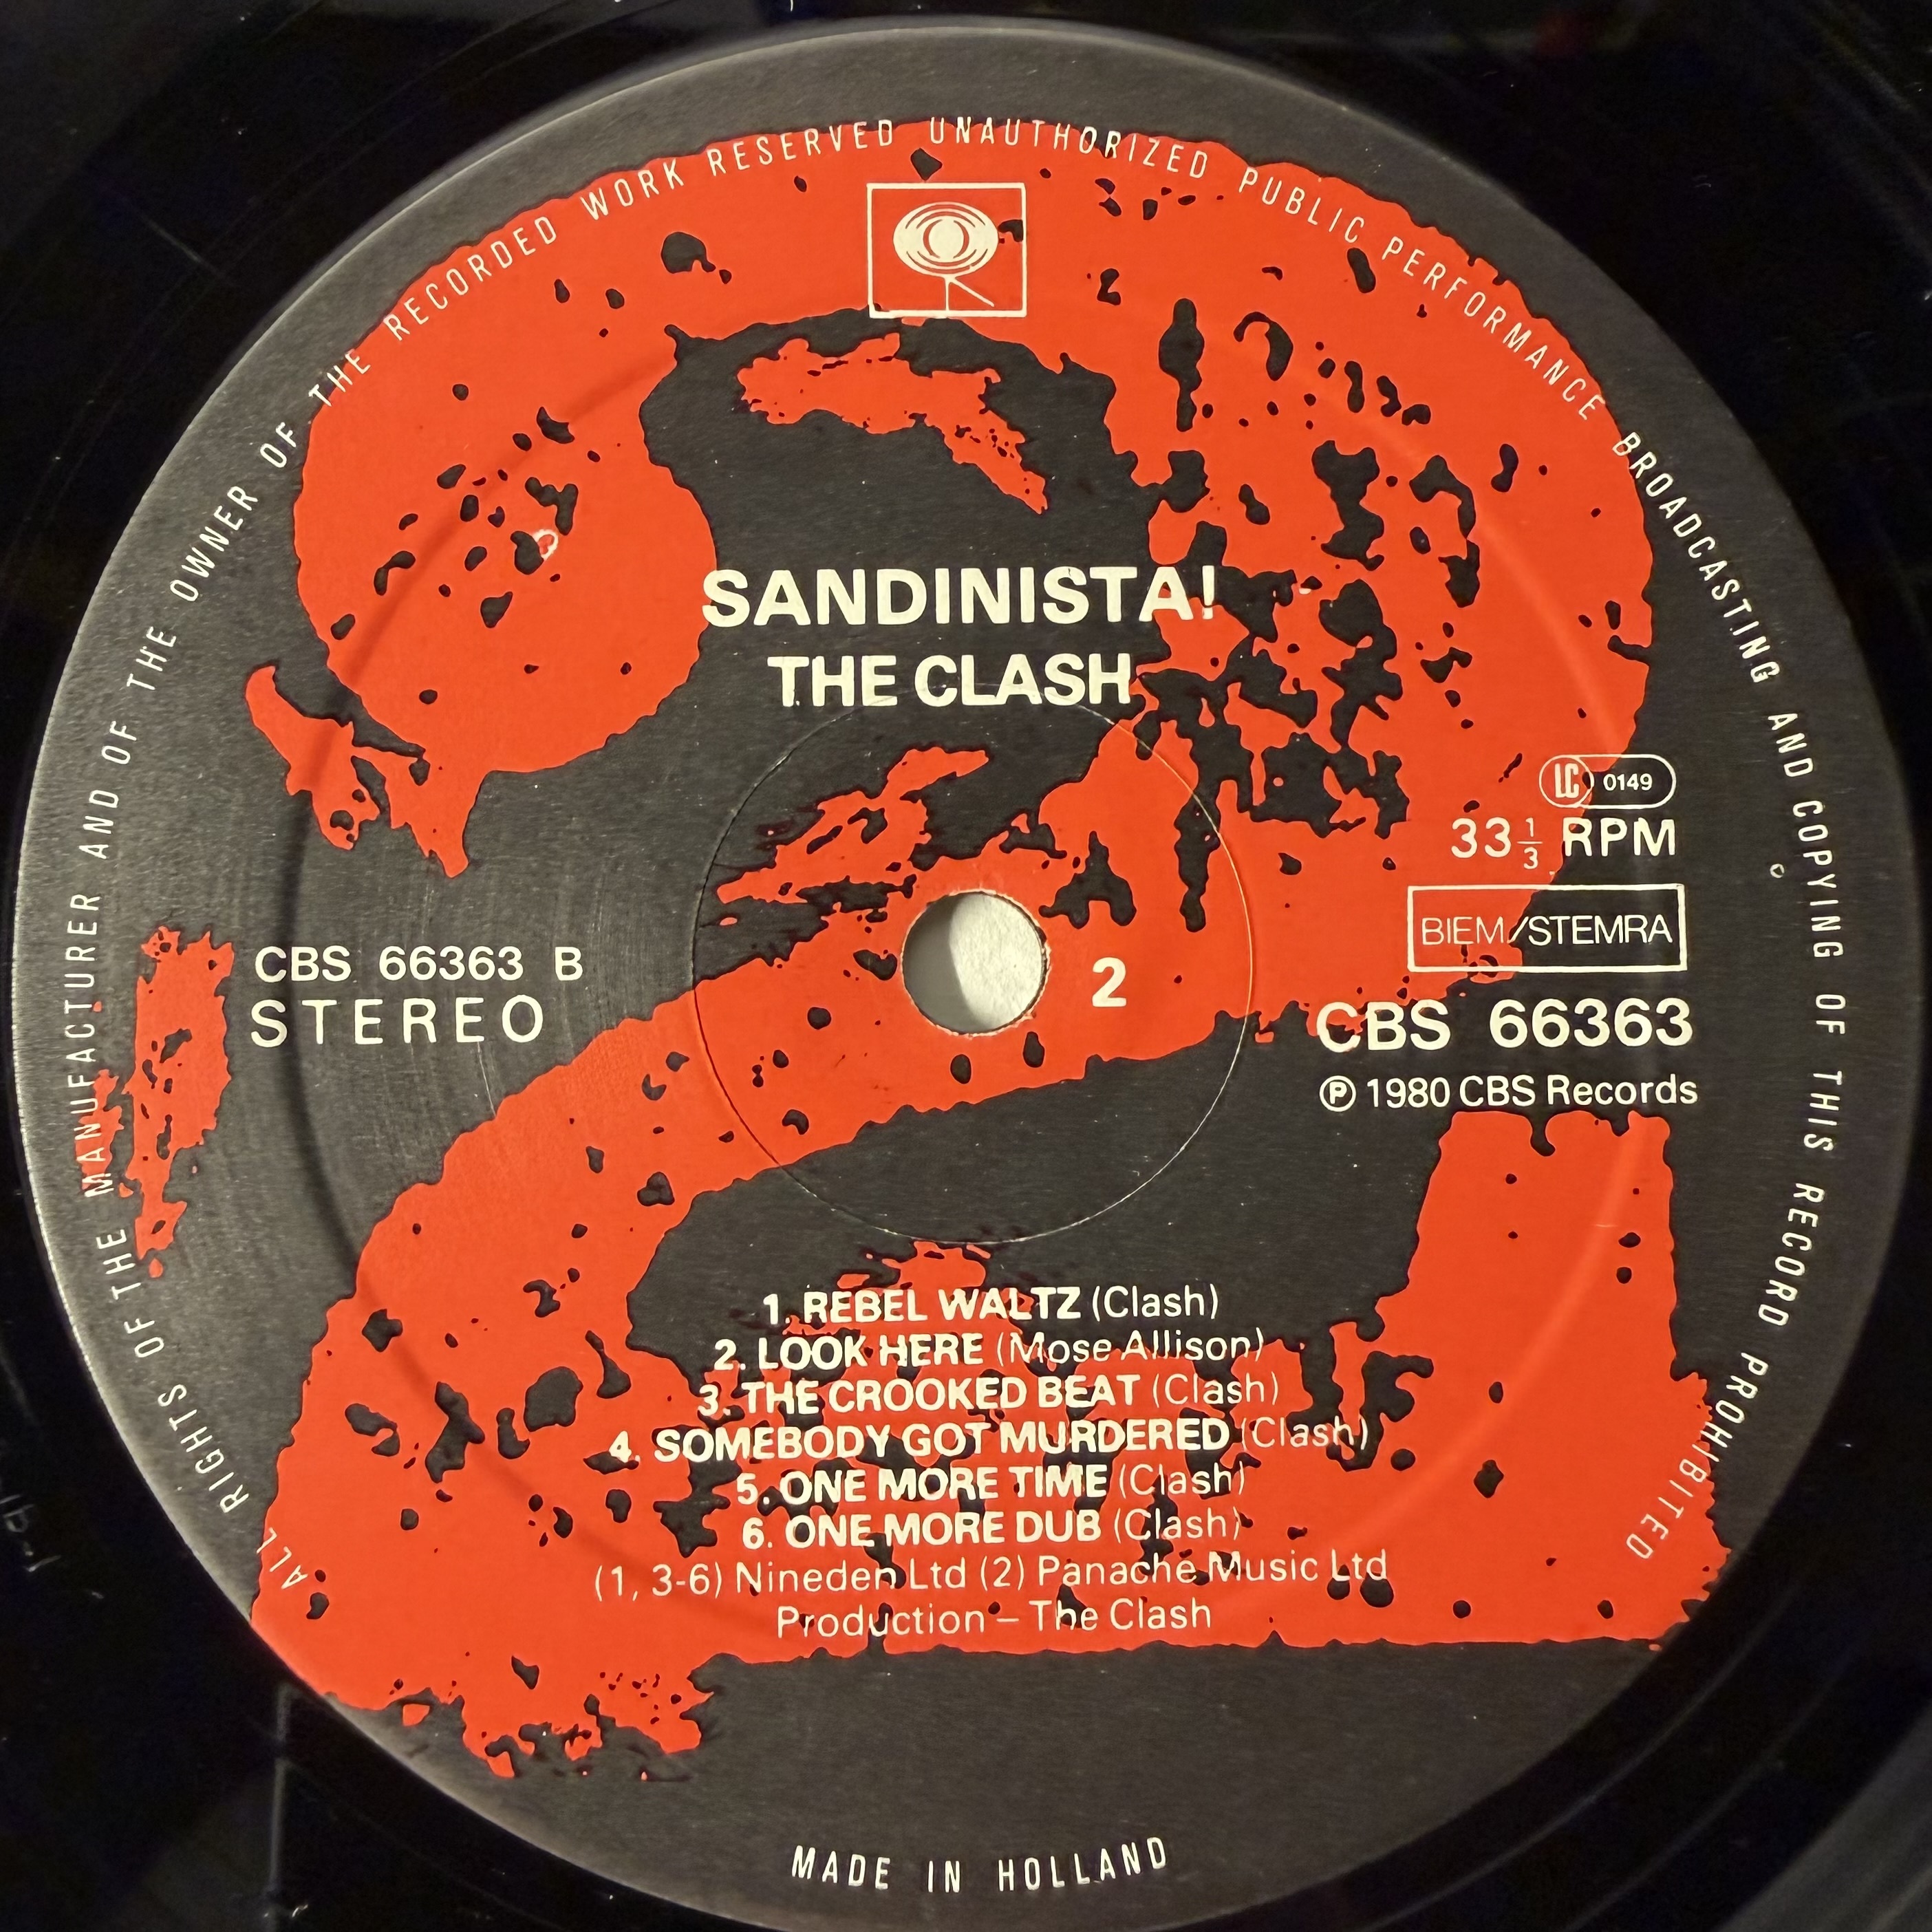 ALL RIGHTS OF THE MANUFACTURER AND OF THE OWNER OF THE RECORDED WORK RESERVED UNAUTHORIZED PUBLIC PERFORMANCE BROADCASTING AND COPYING OF THIS RECORD PROHIBITED
SANDINISTA!
THE CLASH
LC 0149
33 1/3 RPM
BIEM/STEMRA
CBS 66363 B
STEREO
2
CBS 66363
℗ 1980 CBS Records
1. REBEL WALTZ (Clash)
2. LOOK HERE (Mose Allison)
3. THE CROOKED BEAT (Clash)
4. SOMEBODY GOT MURDERED (Clash)
5. ONE MORE TIME (Clash)
6. ONE MORE DUB (Clash)
(1, 3-6) Nineden Ltd (2) Panache Music Ltd
Production – The Clash
MADE IN HOLLAND